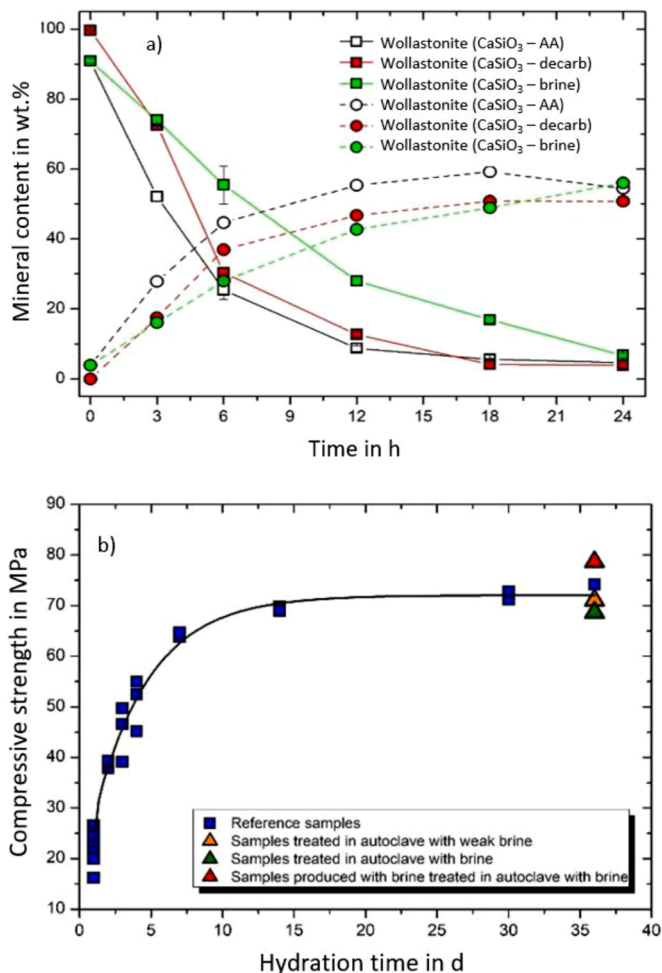 a)
Wollastonite (CaSiO₃ – AA)
Wollastonite (CaSiO₃ – decarb)
Wollastonite (CaSiO₃ – brine)
Wollastonite (CaSiO₃ – AA)
Wollastonite (CaSiO₃ – decarb)
Wollastonite (CaSiO₃ – brine)
100
80
60
40
20
0
Mineral content in wt.%
0 3 6 9 12 15 18 21 24
Time in h
b)
90
80
70
60
50
40
30
20
10
Compressive strength in MPa
Reference samples
Samples treated in autoclave with weak brine
Samples treated in autoclave with brine
Samples produced with brine treated in autoclave with brine
0 5 10 15 20 25 30 35 40
Hydration time in d